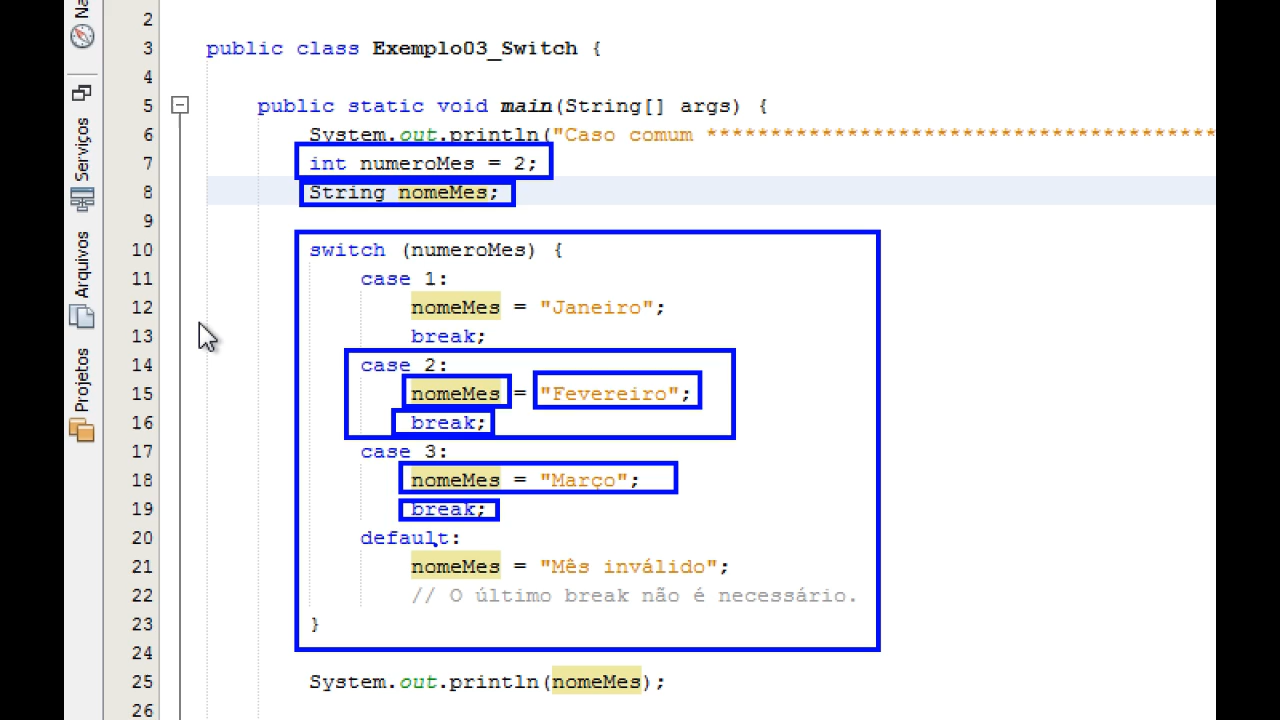 2
3 public class Exemplo03_Switch {
4
5 public static void main(String[] args) {
6 System.out.println("Caso comum ****************************************
7 int numeroMes = 2;
8 String nomeMes;
9
10 switch (numeroMes) {
11 case 1:
12 nomeMes = "Janeiro";
13 break;
14 case 2:
15 nomeMes = "Fevereiro";
16 break;
17 case 3:
18 nomeMes = "Março";
19 break;
20 default:
21 nomeMes = "Mês inválido";
22 // O último break não é necessário.
23 }
24
25 System.out.println(nomeMes);
26
Serviços
Arquivos
Projetos